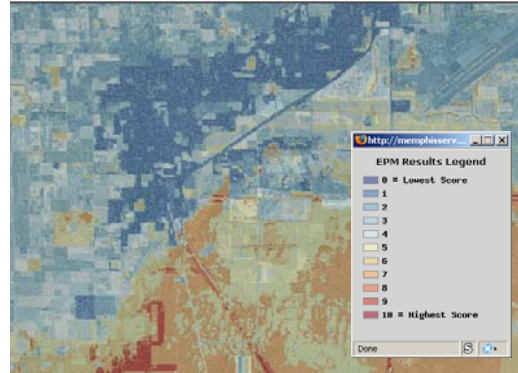 http://memphisserv...
EPM Results Legend
0 = Lowest Score
1
2
3
4
5
6
7
8
9
10 = Highest Score
Done
S